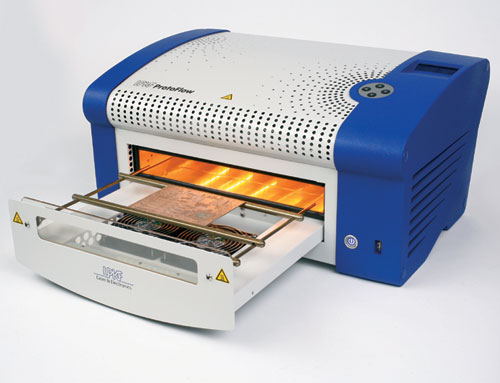 LPKF ProtoFlow
LPKF
Laser & Electronics